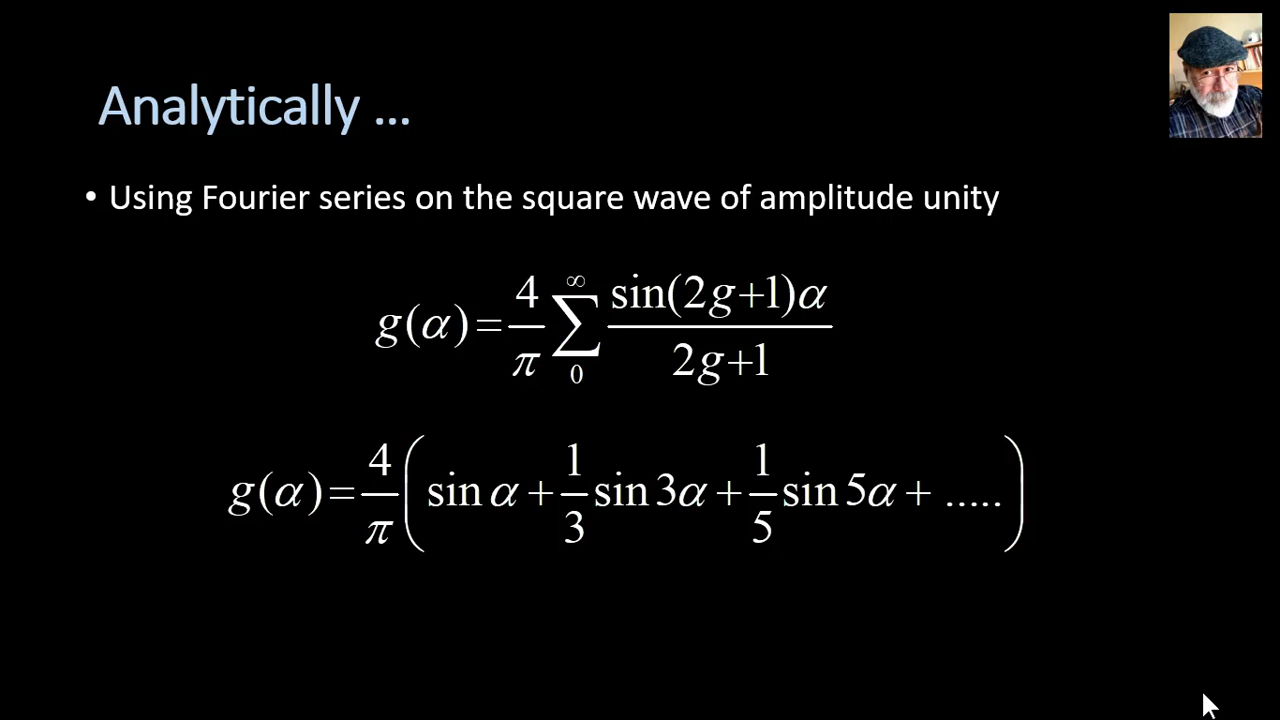 Analytically ...
• Using Fourier series on the square wave of amplitude unity
g(α) = 4/π ∑₀^∞ sin(2g+1)α / 2g+1
g(α) = 4/π ( sin α + 1/3 sin 3α + 1/5 sin 5α + ..... )